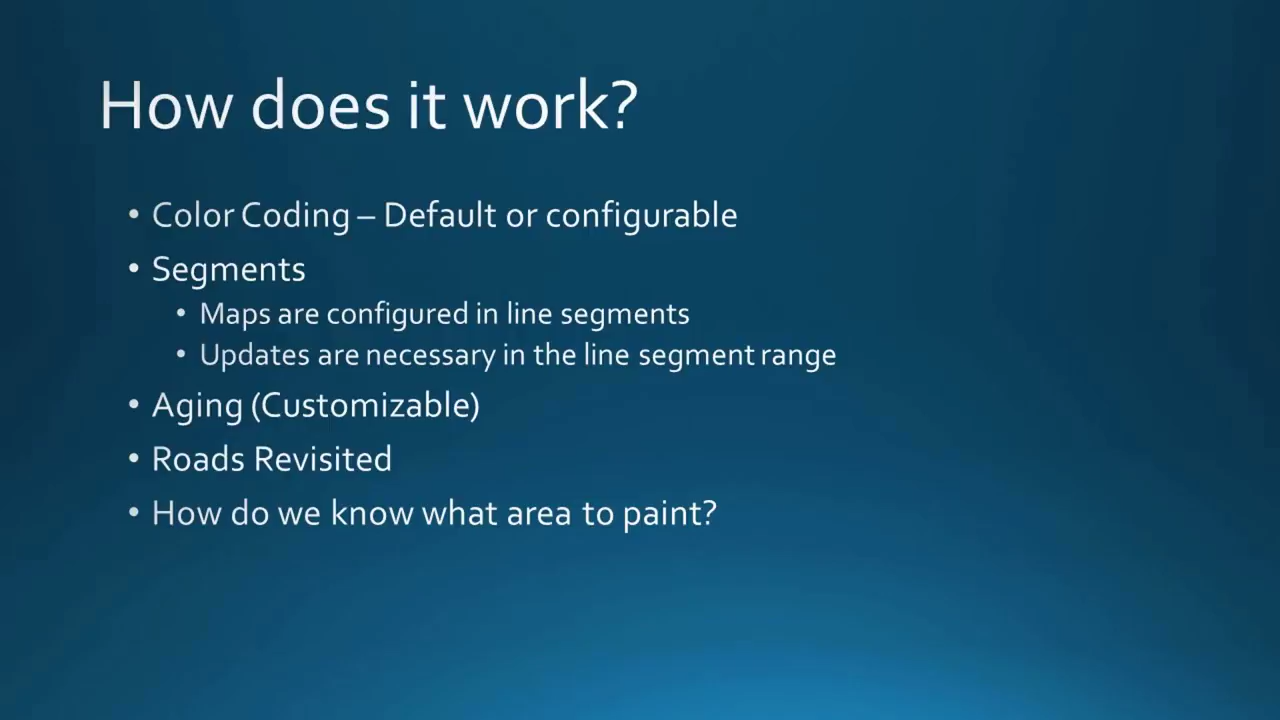 How does it work?
• Color Coding – Default or configurable
• Segments
• Maps are configured in line segments
• Updates are necessary in the line segment range
• Aging (Customizable)
• Roads Revisited
• How do we know what area to paint?